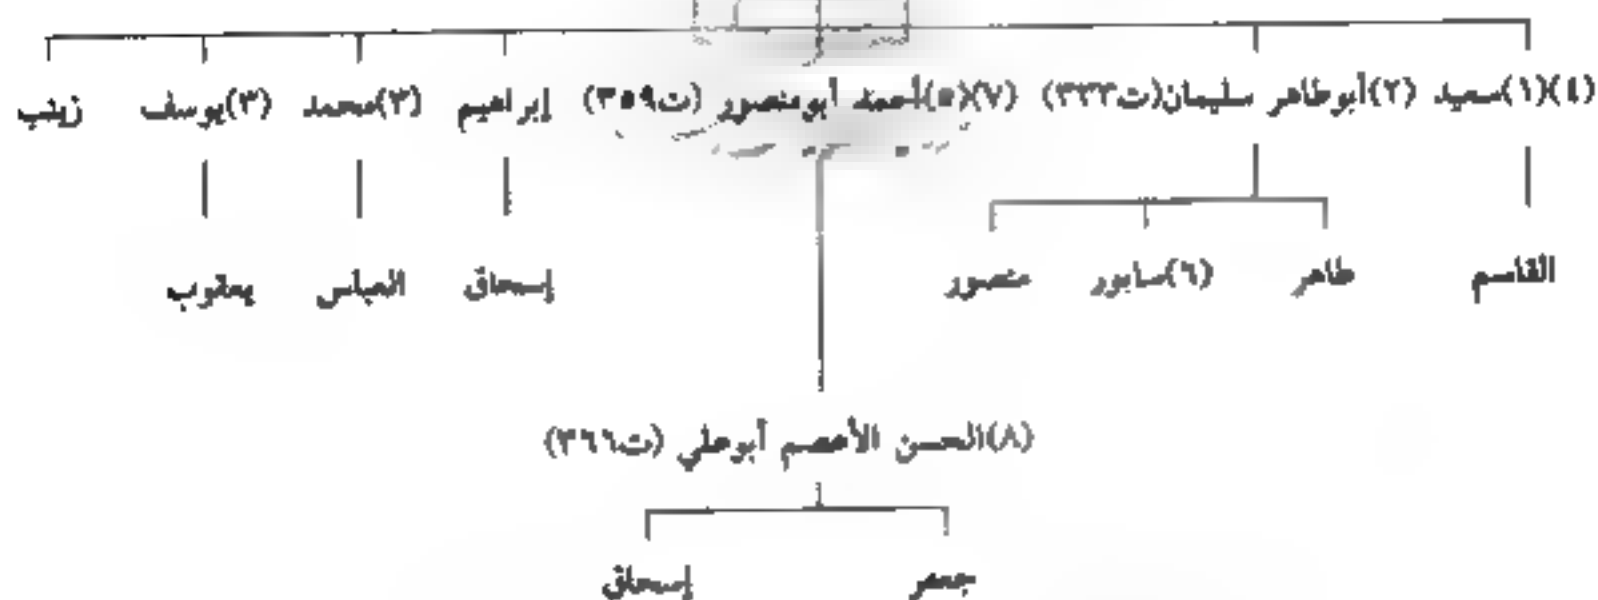 (٤)(١)سعيد (٢)أبوطاهر سليمان(ت٣٣٢) (٧)(٥)أحمد أبومنصور (ت٣٥٩) إبراهيم (٣)محمد (٣)يوسف زينب
القاسم طاهر (٦)سابور منصور إسحاق العباس يعقوب
(٨)الحسن الأعصم أبوعلي (ت٣٦٦)
جعفر إسحاق